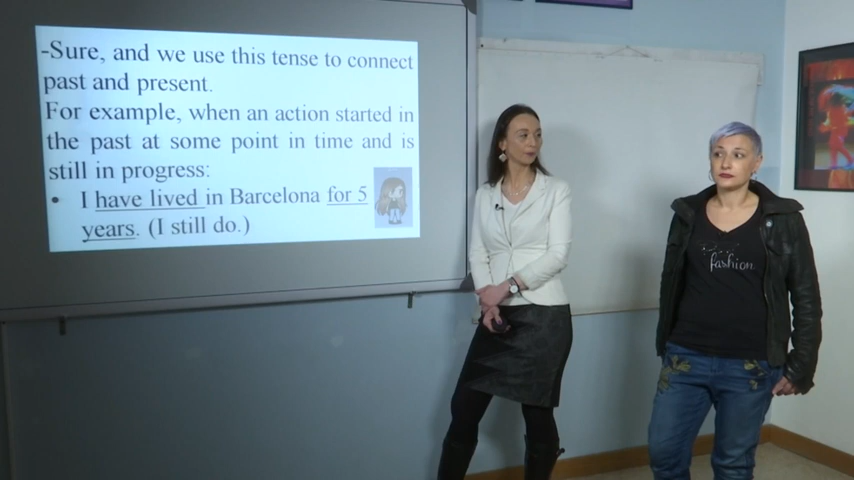 -Sure, and we use this tense to connect
past and present.
For example, when an action started in
the past at some point in time and is
still in progress:
• I have lived in Barcelona for 5
years. (I still do.)
fashion